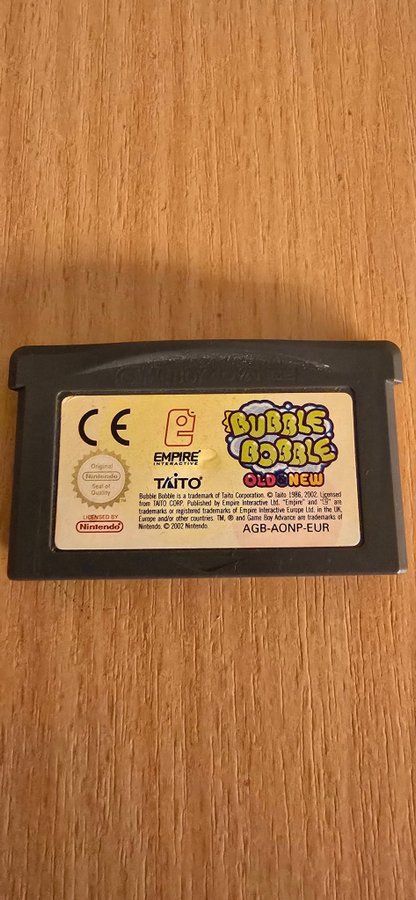 GAME BOY ADVANCE
CE
EMPIRE
INTERACTIVE
TAITO
BUBBLE
BOBBLE
OLD & NEW
Original
Nintendo
Seal of
Quality
LICENSED BY
Nintendo
Bubble Bobble is a trademark of Taito Corporation. © Taito 1986, 2002. Licensed
from TAITO CORP. Published by Empire Interactive Ltd. "Empire" and "are
trademarks or registered trademarks of Empire Interactive Europe Ltd. in the UK,
Europe and/or other countries. TM, ® and Game Boy Advance are trademarks of
Nintendo. © 2002 Nintendo.
AGB-AONP-EUR